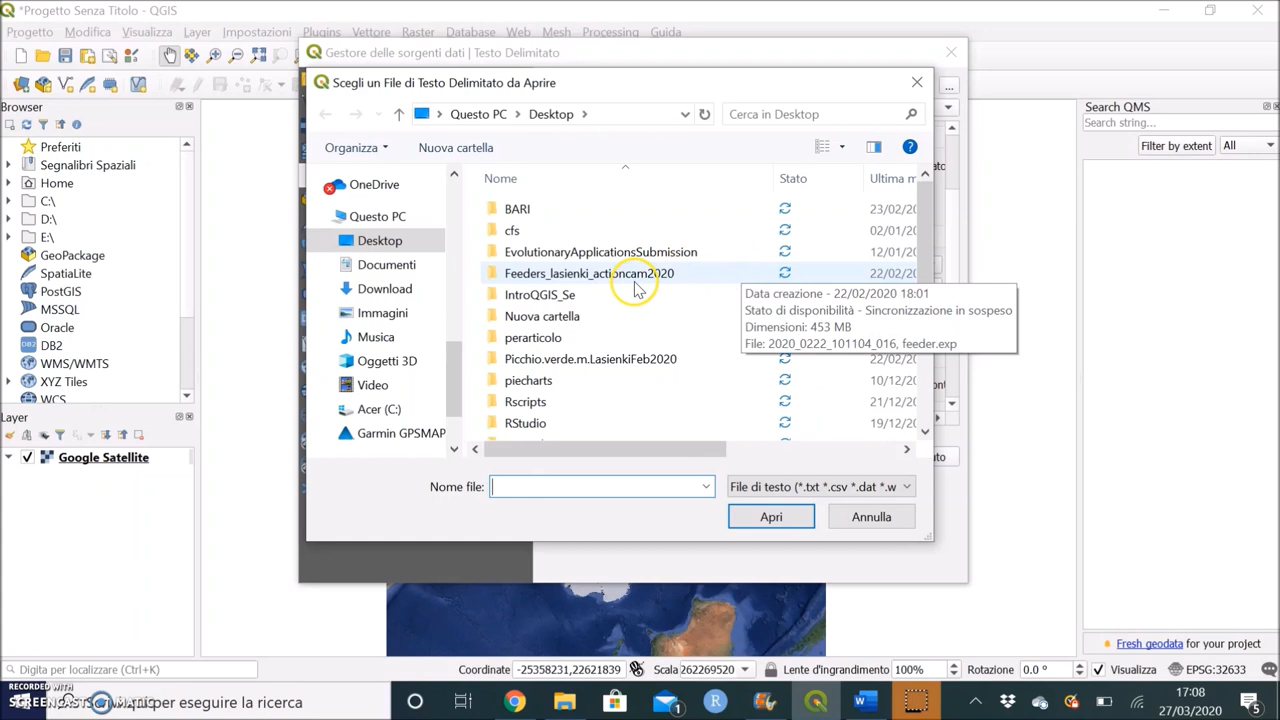 *Progetto Senza Titolo - QGIS
Progetto Modifica Visualizza Layer Impostazioni Plugins Vettore Raster Database Web Mesh Processing Guida
Gestore delle sorgenti dati | Testo Delimitato
Scegli un File di Testo Delimitato da Aprire
Questo PC Desktop
Cerca in Desktop
Organizza
Nuova cartella
Nome Stato
OneDrive
Questo PC
Desktop
Documenti
Download
Immagini
Musica
Oggetti 3D
Video
Acer (C:)
Garmin GPSMAP
BARI 23/02/20
cfs 02/01/20
EvolutionaryApplicationsSubmission 12/01/20
Feeders_lasienki_actioncam2020 22/02/20
IntroQGIS_Se
Nuova cartella
perarticolo
Picchio.verde.m.LasienkiFeb2020 22/02/20
piecharts 10/12/20
Rscripts 21/12/20
RStudio 19/12/20
Data creazione - 22/02/2020 18:01
Stato di disponibilità - Sincronizzazione in sospeso
Dimensioni: 453 MB
File: 2020_0222_101104_016, feeder.exp
Nome file:
File di testo (*.txt *.csv *.dat *.w
Apri
Annulla
Browser
Preferiti
Segnalibri Spaziali
Home
C:\
D:\
E:\
GeoPackage
SpatiaLite
PostGIS
MSSQL
Oracle
DB2
WMS/WMTS
XYZ Tiles
WCS
Layer
Google Satellite
Search QMS
Search string...
Filter by extent
All
Fresh geodata for your project
Digita per localizzare (Ctrl+K)
Coordinate -25358231,22621839 Scala 262269520 Lente d'ingrandimento 100% Rotazione 0.0 ° Visualizza EPSG:32633
RECORDED WITH
SCREENCAST MATIC
per eseguire la ricerca
1
R
17:08
27/03/2020
5